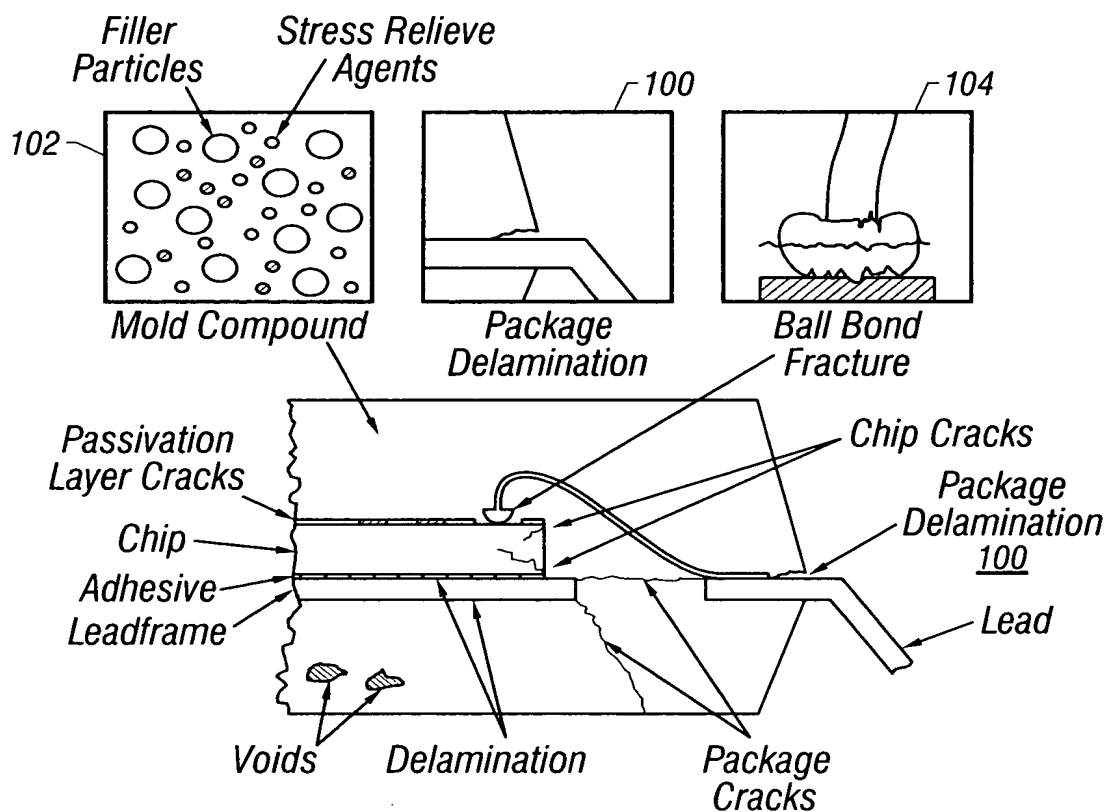 Filler
Particles
Stress Relieve
Agents
102
100
104
Mold Compound
Package
Delamination
Ball Bond
Fracture
Passivation
Layer Cracks
Chip Cracks
Package
Delamination
100
Chip
Adhesive
Leadframe
Lead
Voids
Delamination
Package
Cracks